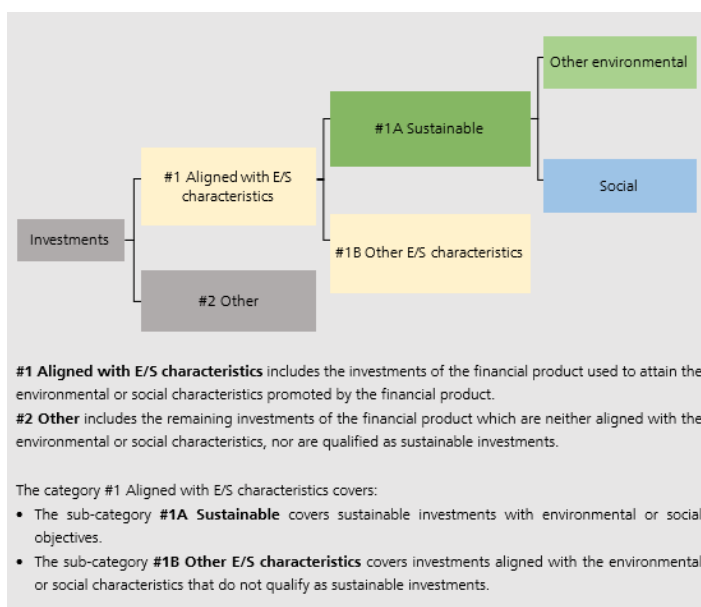 Other environmental
#1A Sustainable
#1 Aligned with E/S
characteristics
Social
Investments
#1B Other E/S characteristics
#2 Other
#1 Aligned with E/S characteristics includes the investments of the financial product used to attain the
environmental or social characteristics promoted by the financial product.
#2 Other includes the remaining investments of the financial product which are neither aligned with the
environmental or social characteristics, nor are qualified as sustainable investments.
The category #1 Aligned with E/S characteristics covers:
• The sub-category #1A Sustainable covers sustainable investments with environmental or social
objectives.
• The sub-category #1B Other E/S characteristics covers investments aligned with the environmental
or social characteristics that do not qualify as sustainable investments.